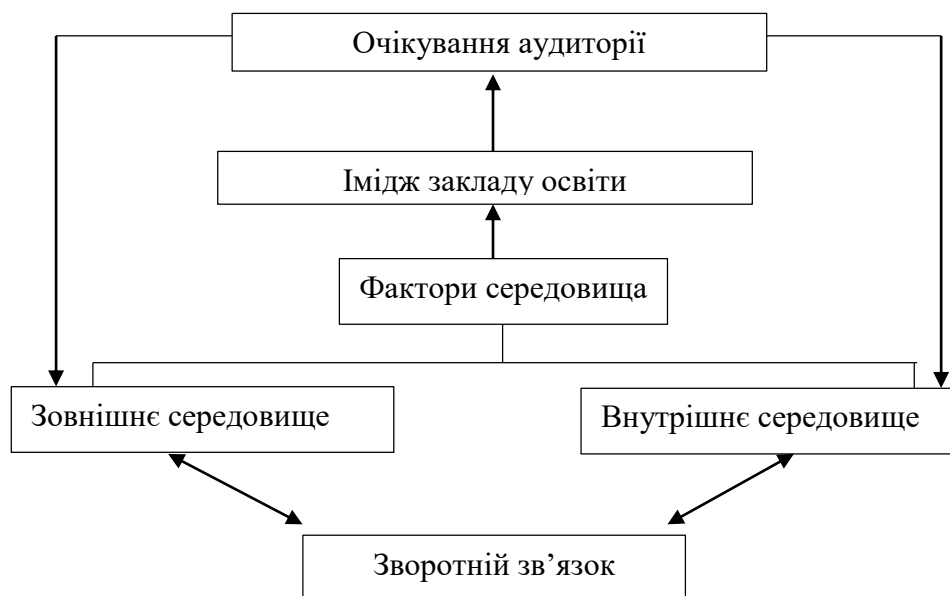 Очікування аудиторії
Імідж закладу освіти
Фактори середовища
Зовнішнє середовище
Внутрішнє середовище
Зворотній зв’язок